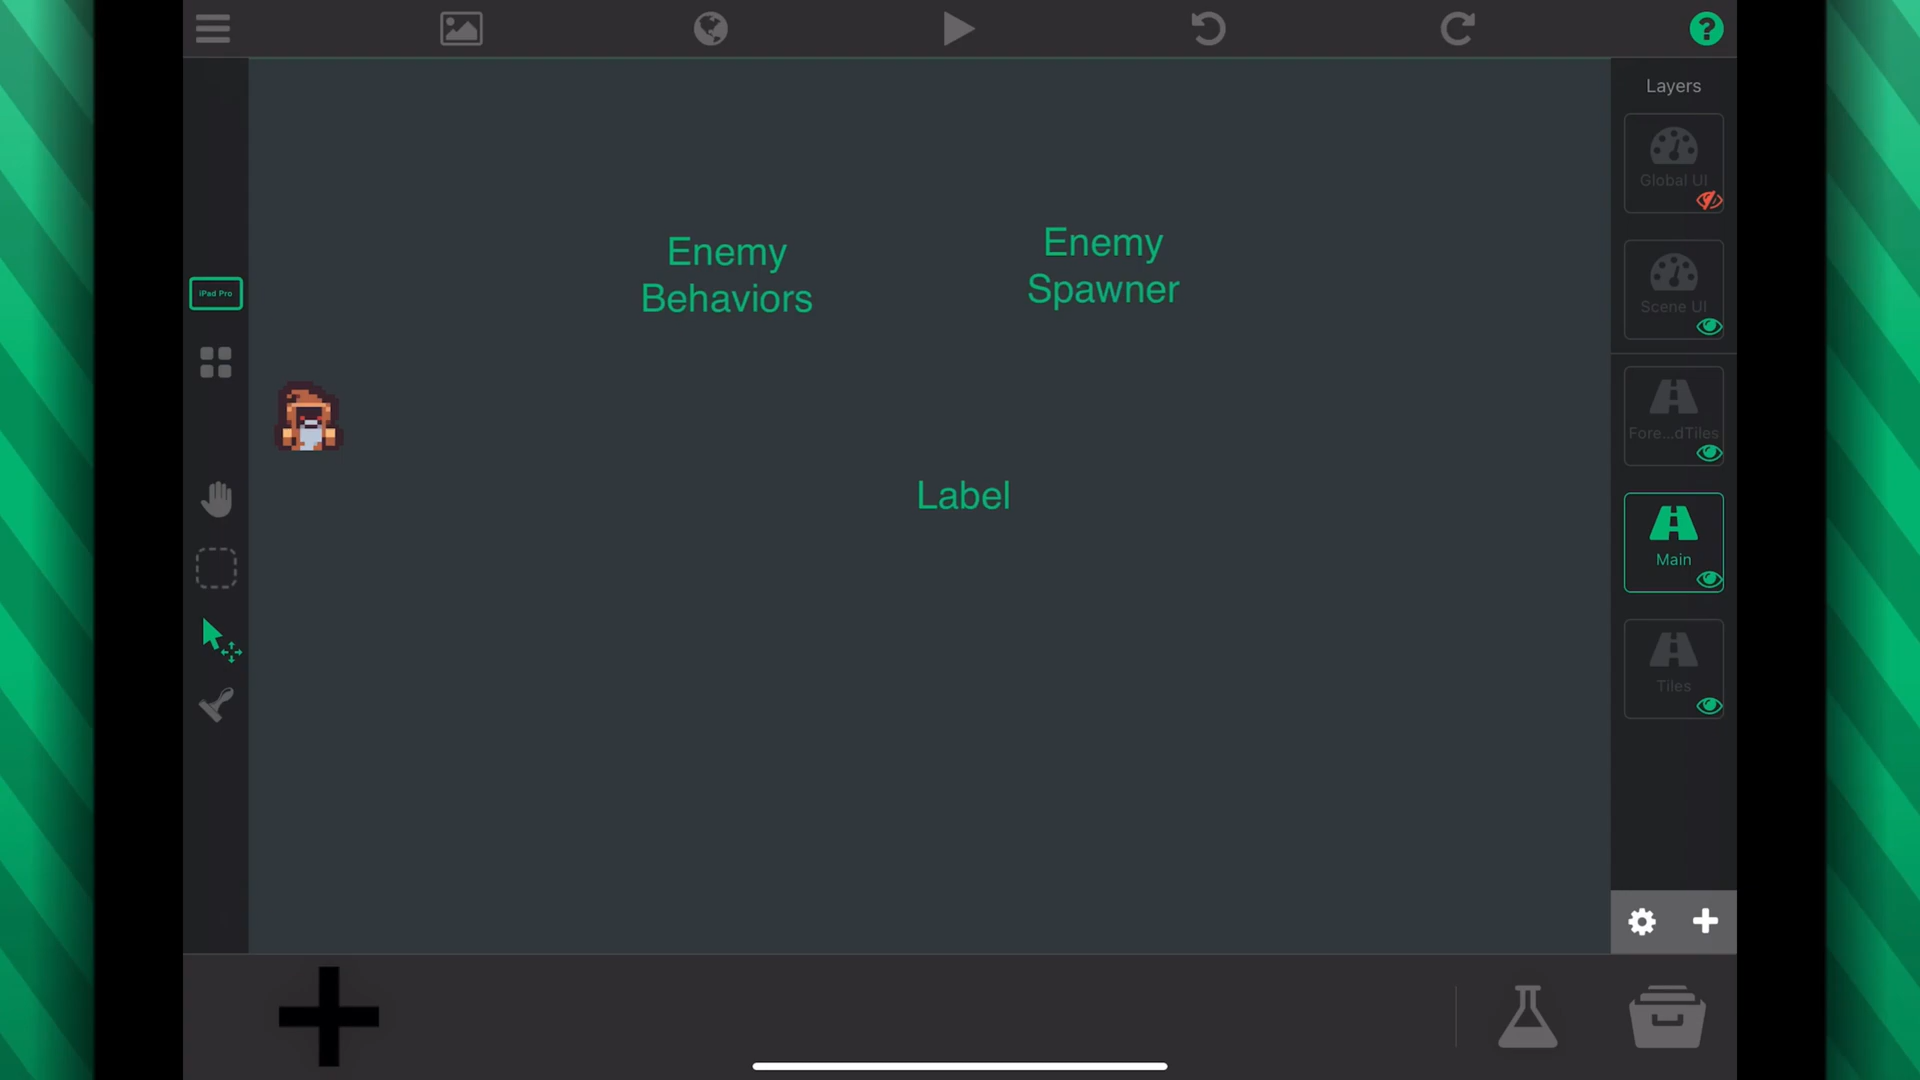 ?
Layers
Global UI
Enemy
Behaviors
Enemy
Spawner
iPad Pro
Scene UI
Fore...dTiles
Label
Main
Tiles